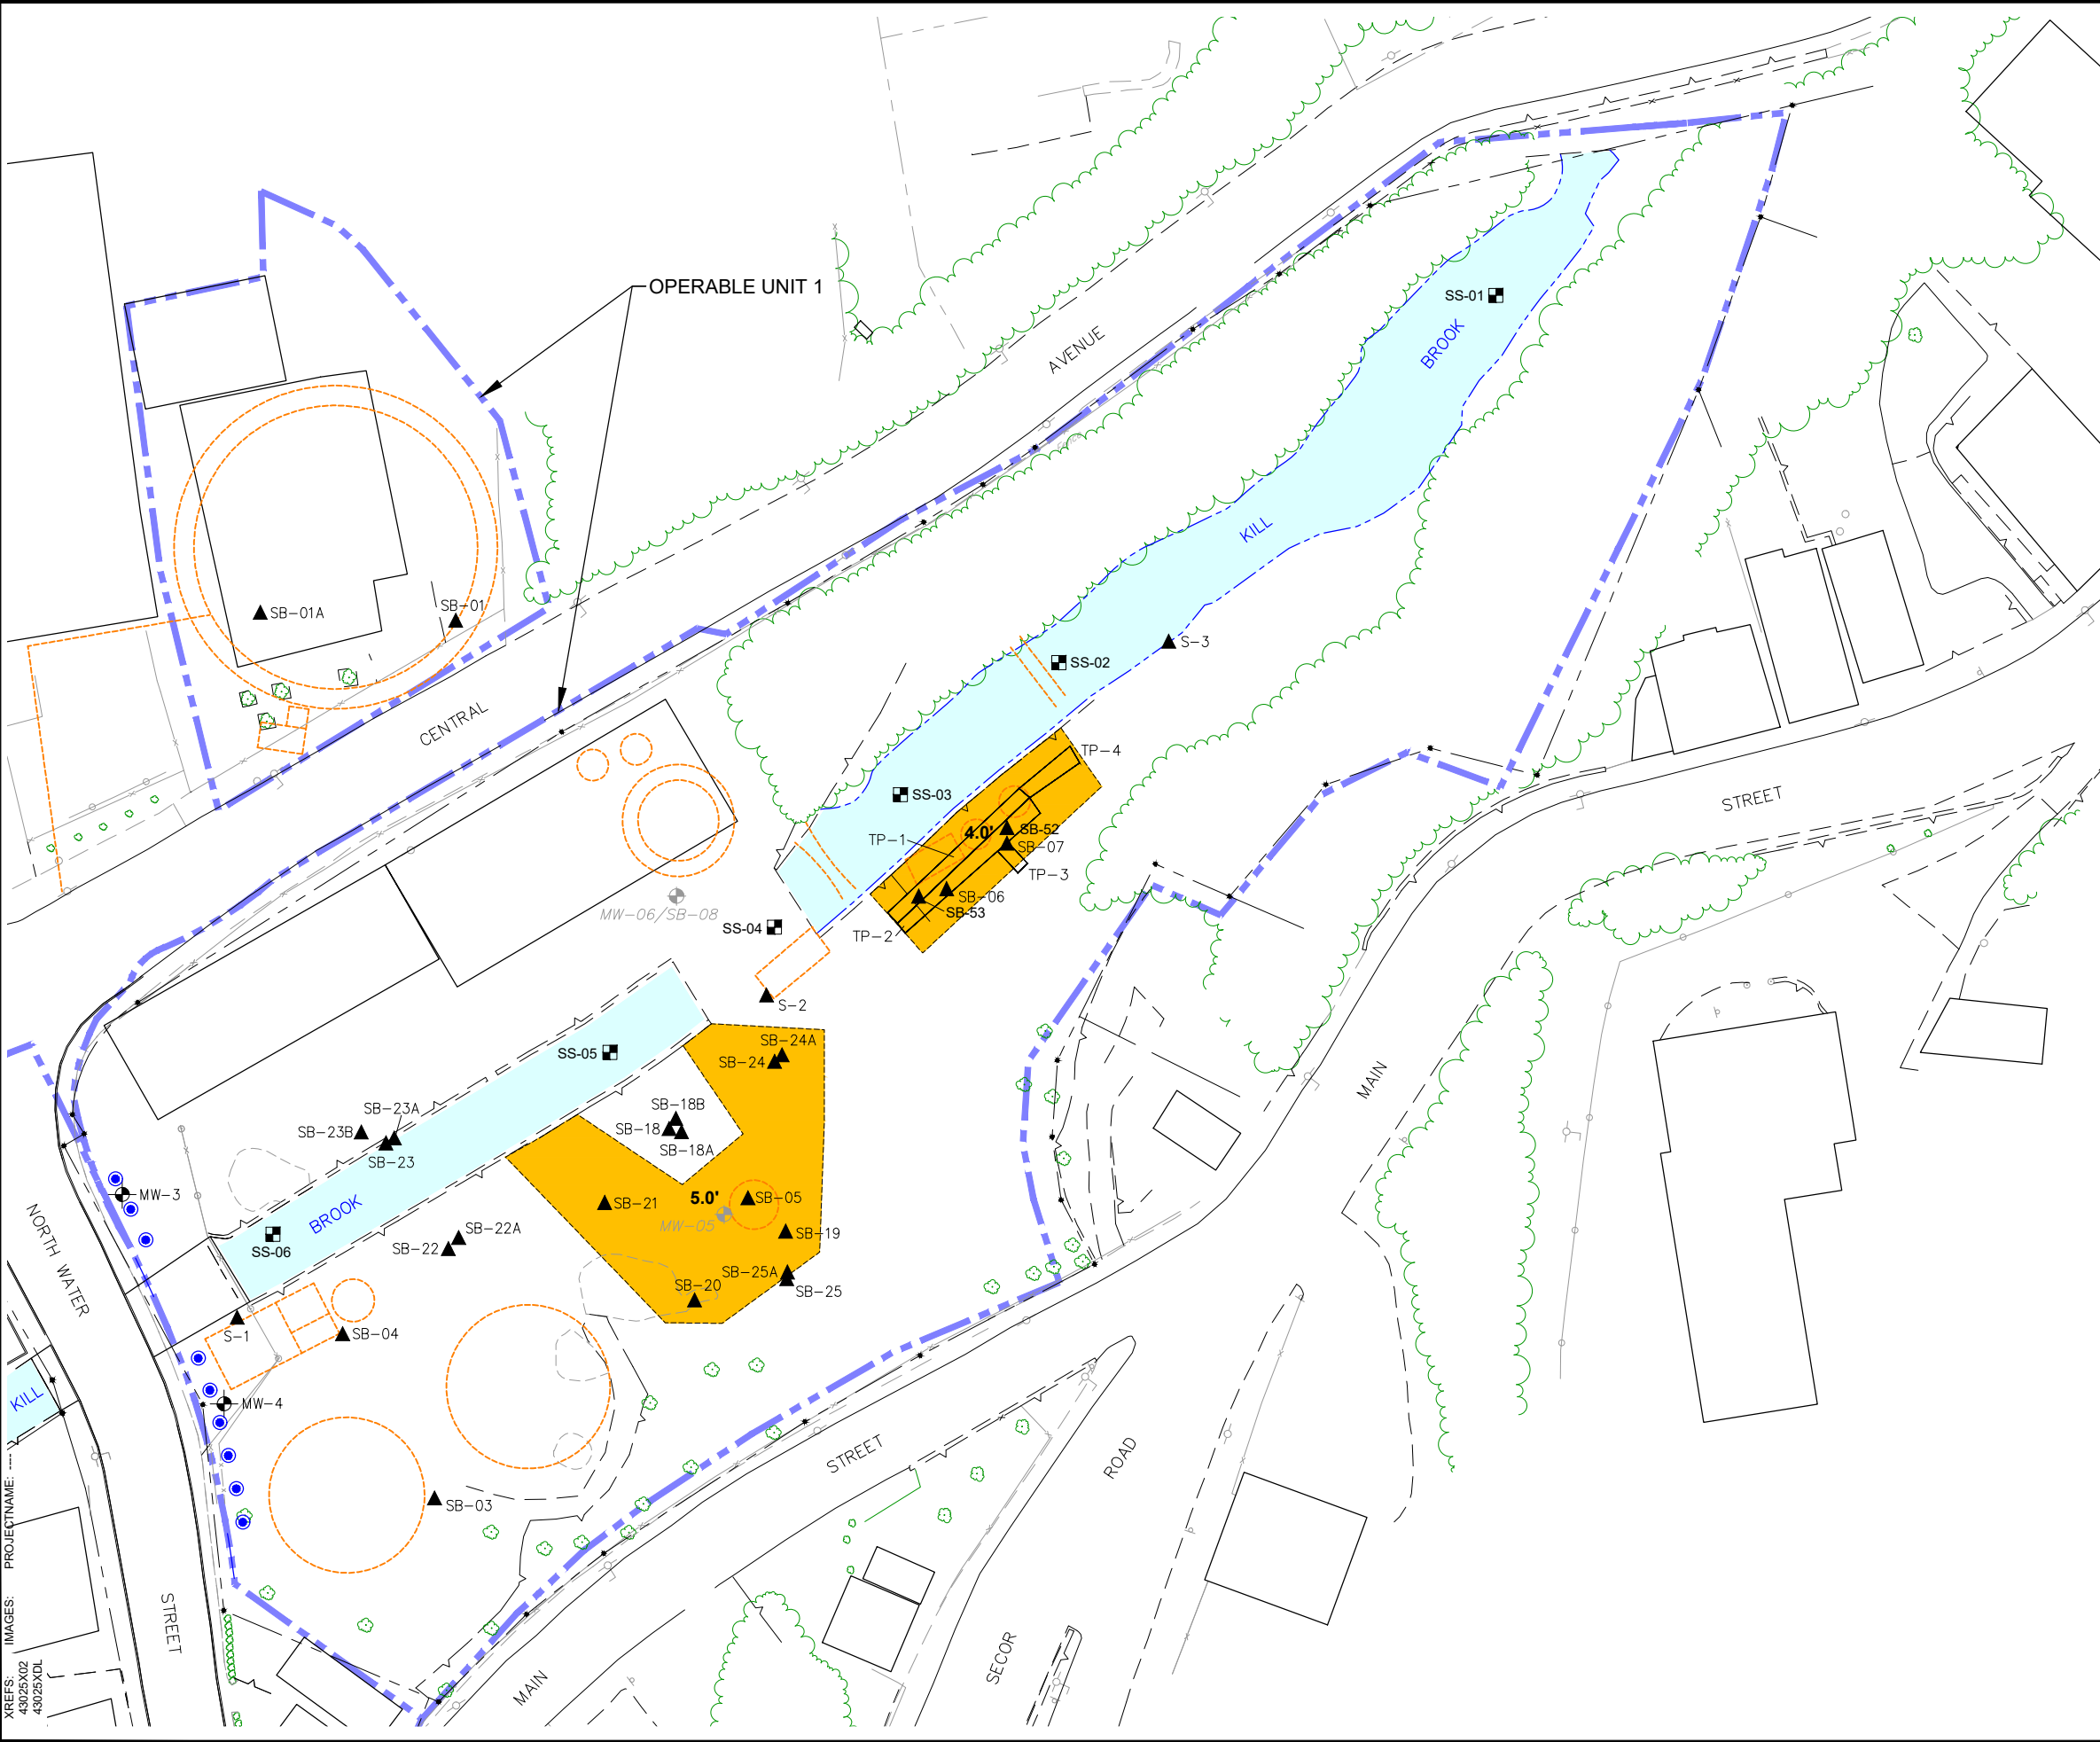 OPERABLE UNIT 1
SS-01
BROOK
AVENUE
KILL
SB-01A
SB-01
S-3
SS-02
CENTRAL
TP-4
STREET
SS-03
4.0'
SB-52
TP-1
SB-07
TP-3
SB-06
SB-53
MW-06/SB-08
SS-04
TP-2
S-2
SS-05
SB-24A
SB-24
MAIN
SB-23A
SB-18B
SB-23B
SB-18
SB-23
SB-18A
MW-3
5.0'
SB-05
SB-21
BROOK
MW-05
SB-19
NORTH WATER
SS-06
SB-22A
SB-22
SB-25A
SB-25
SB-20
S-1
SB-04
KILL
MW-4
STREET
ROAD
SB-03
STREET
SECOR
MAIN
XREFS:
43025X02
43025XDL
IMAGES:
PROJECTNAME: ----